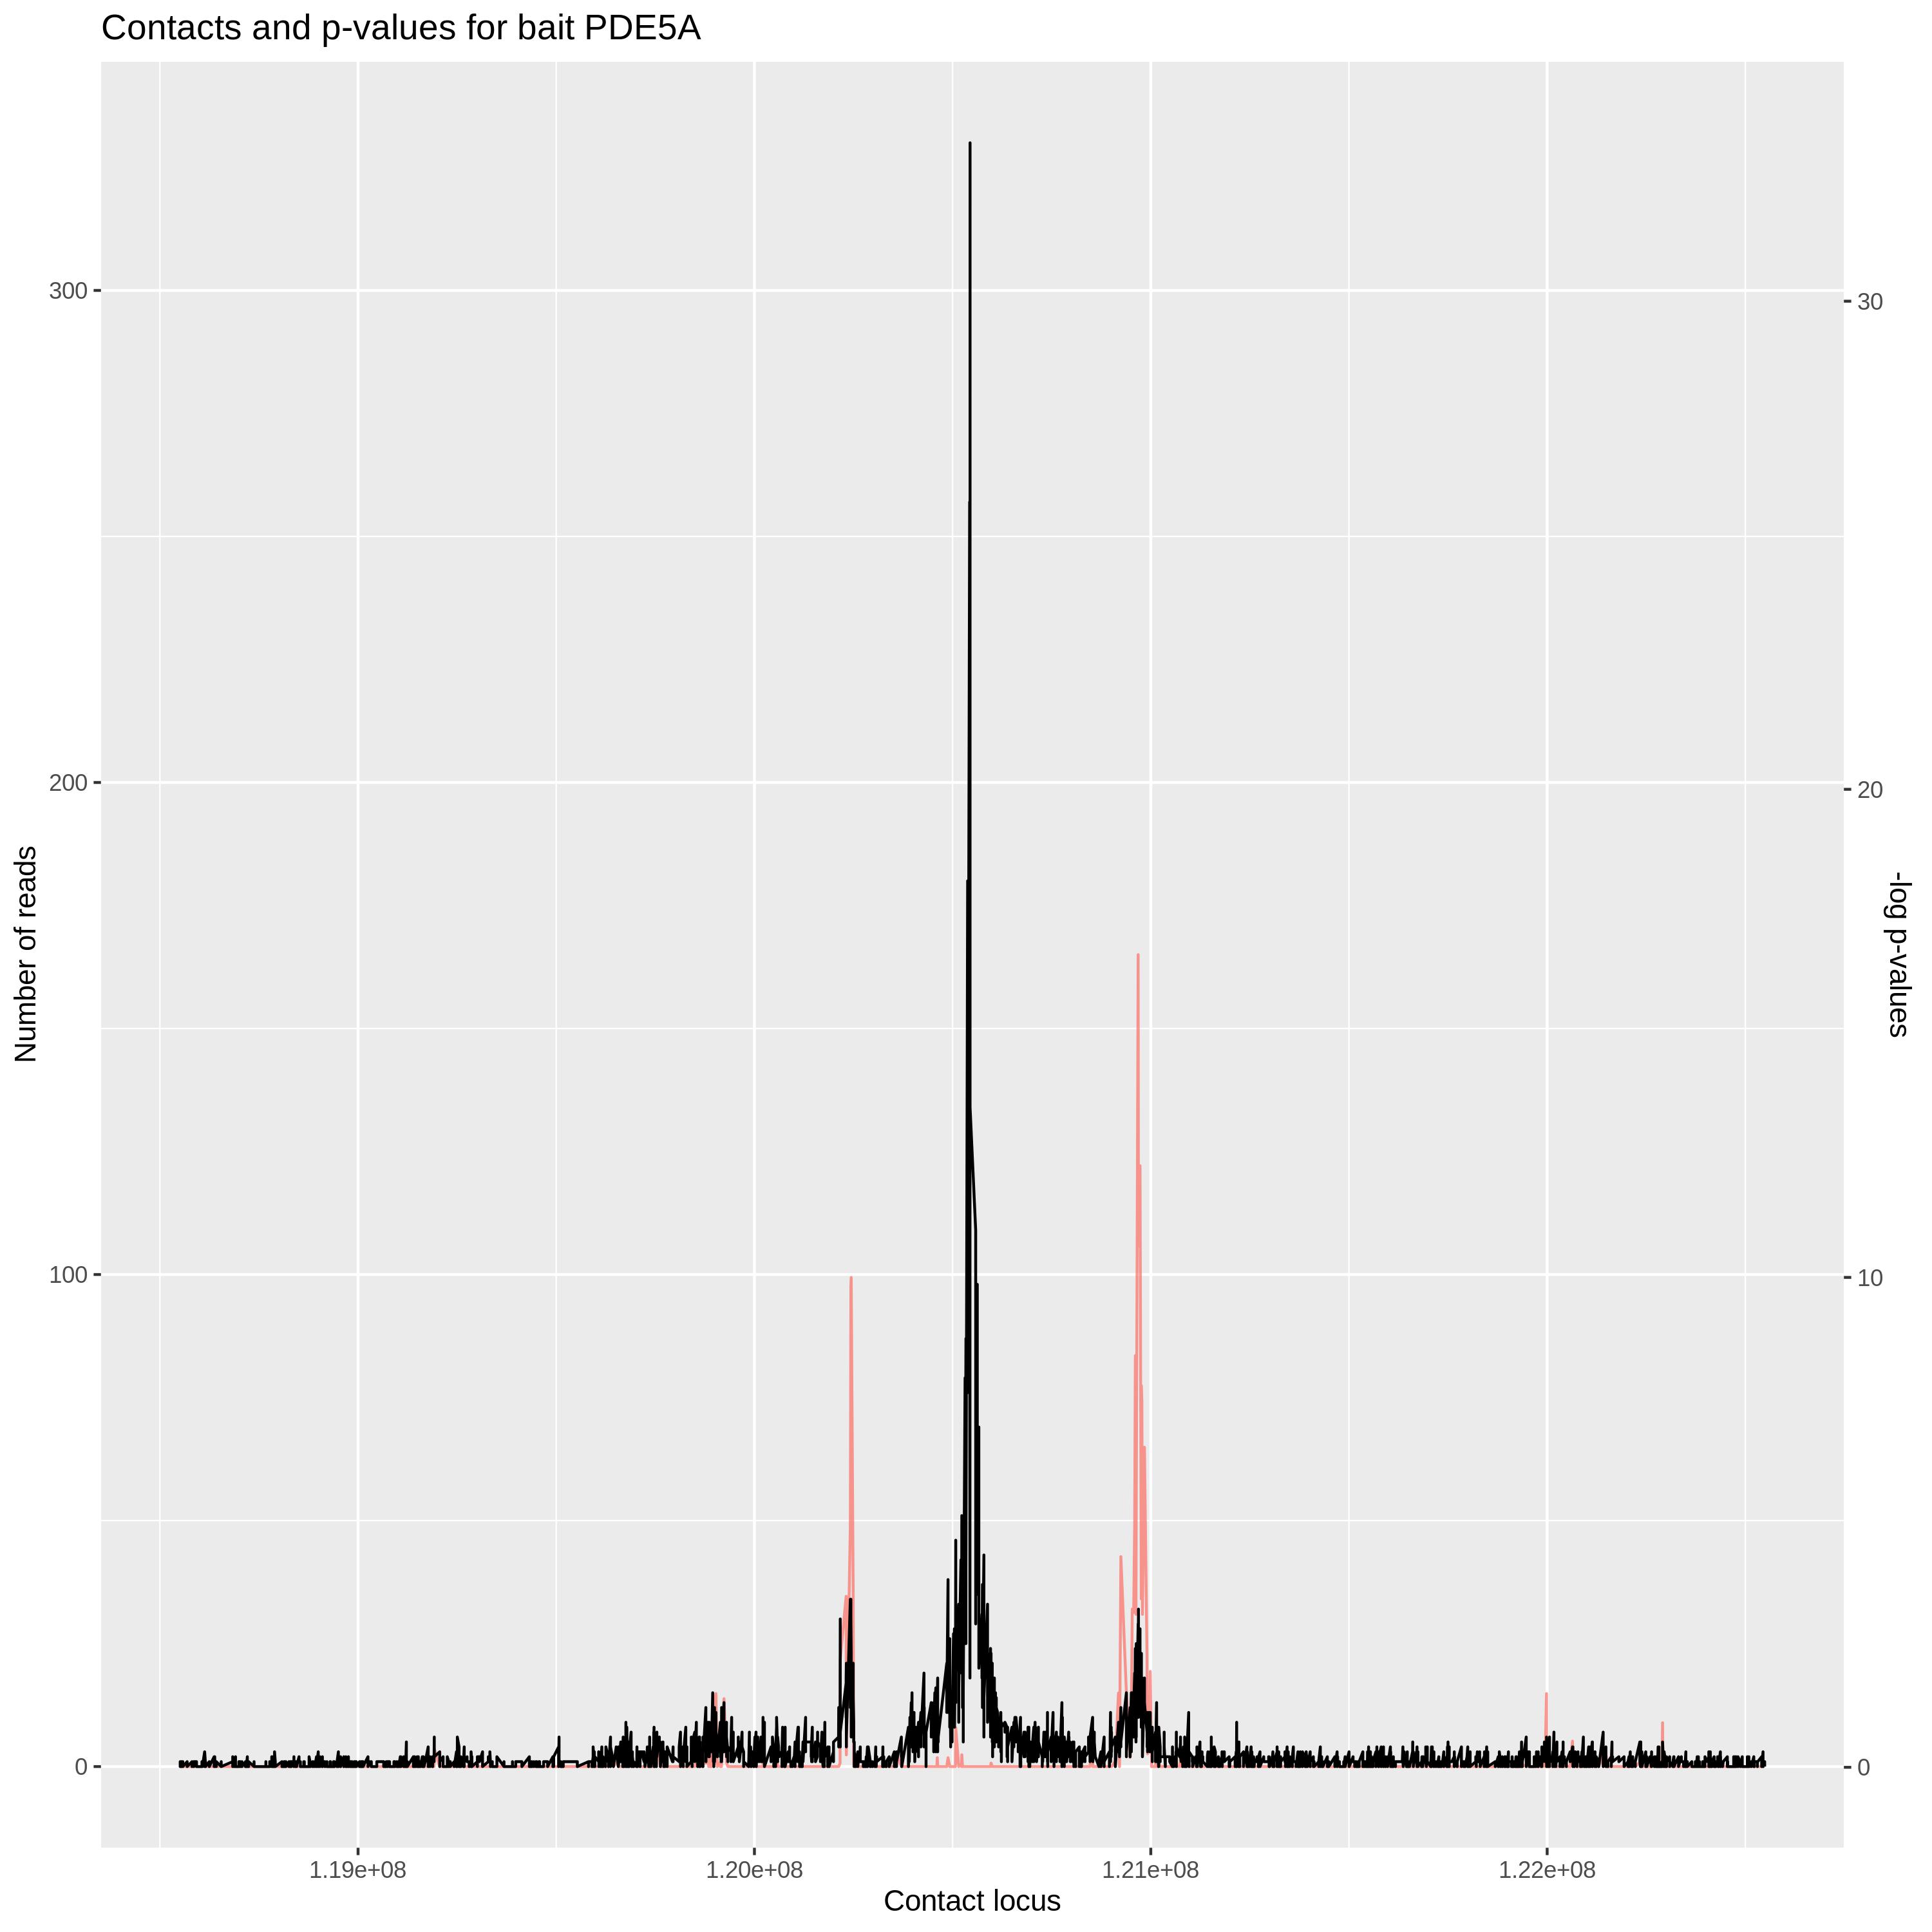 Contacts and p-values for bait PDE5A
300
200
100
0
Number of reads
30
20
10
0
-log p-values
1.19e+08
1.20e+08
1.21e+08
1.22e+08
Contact locus